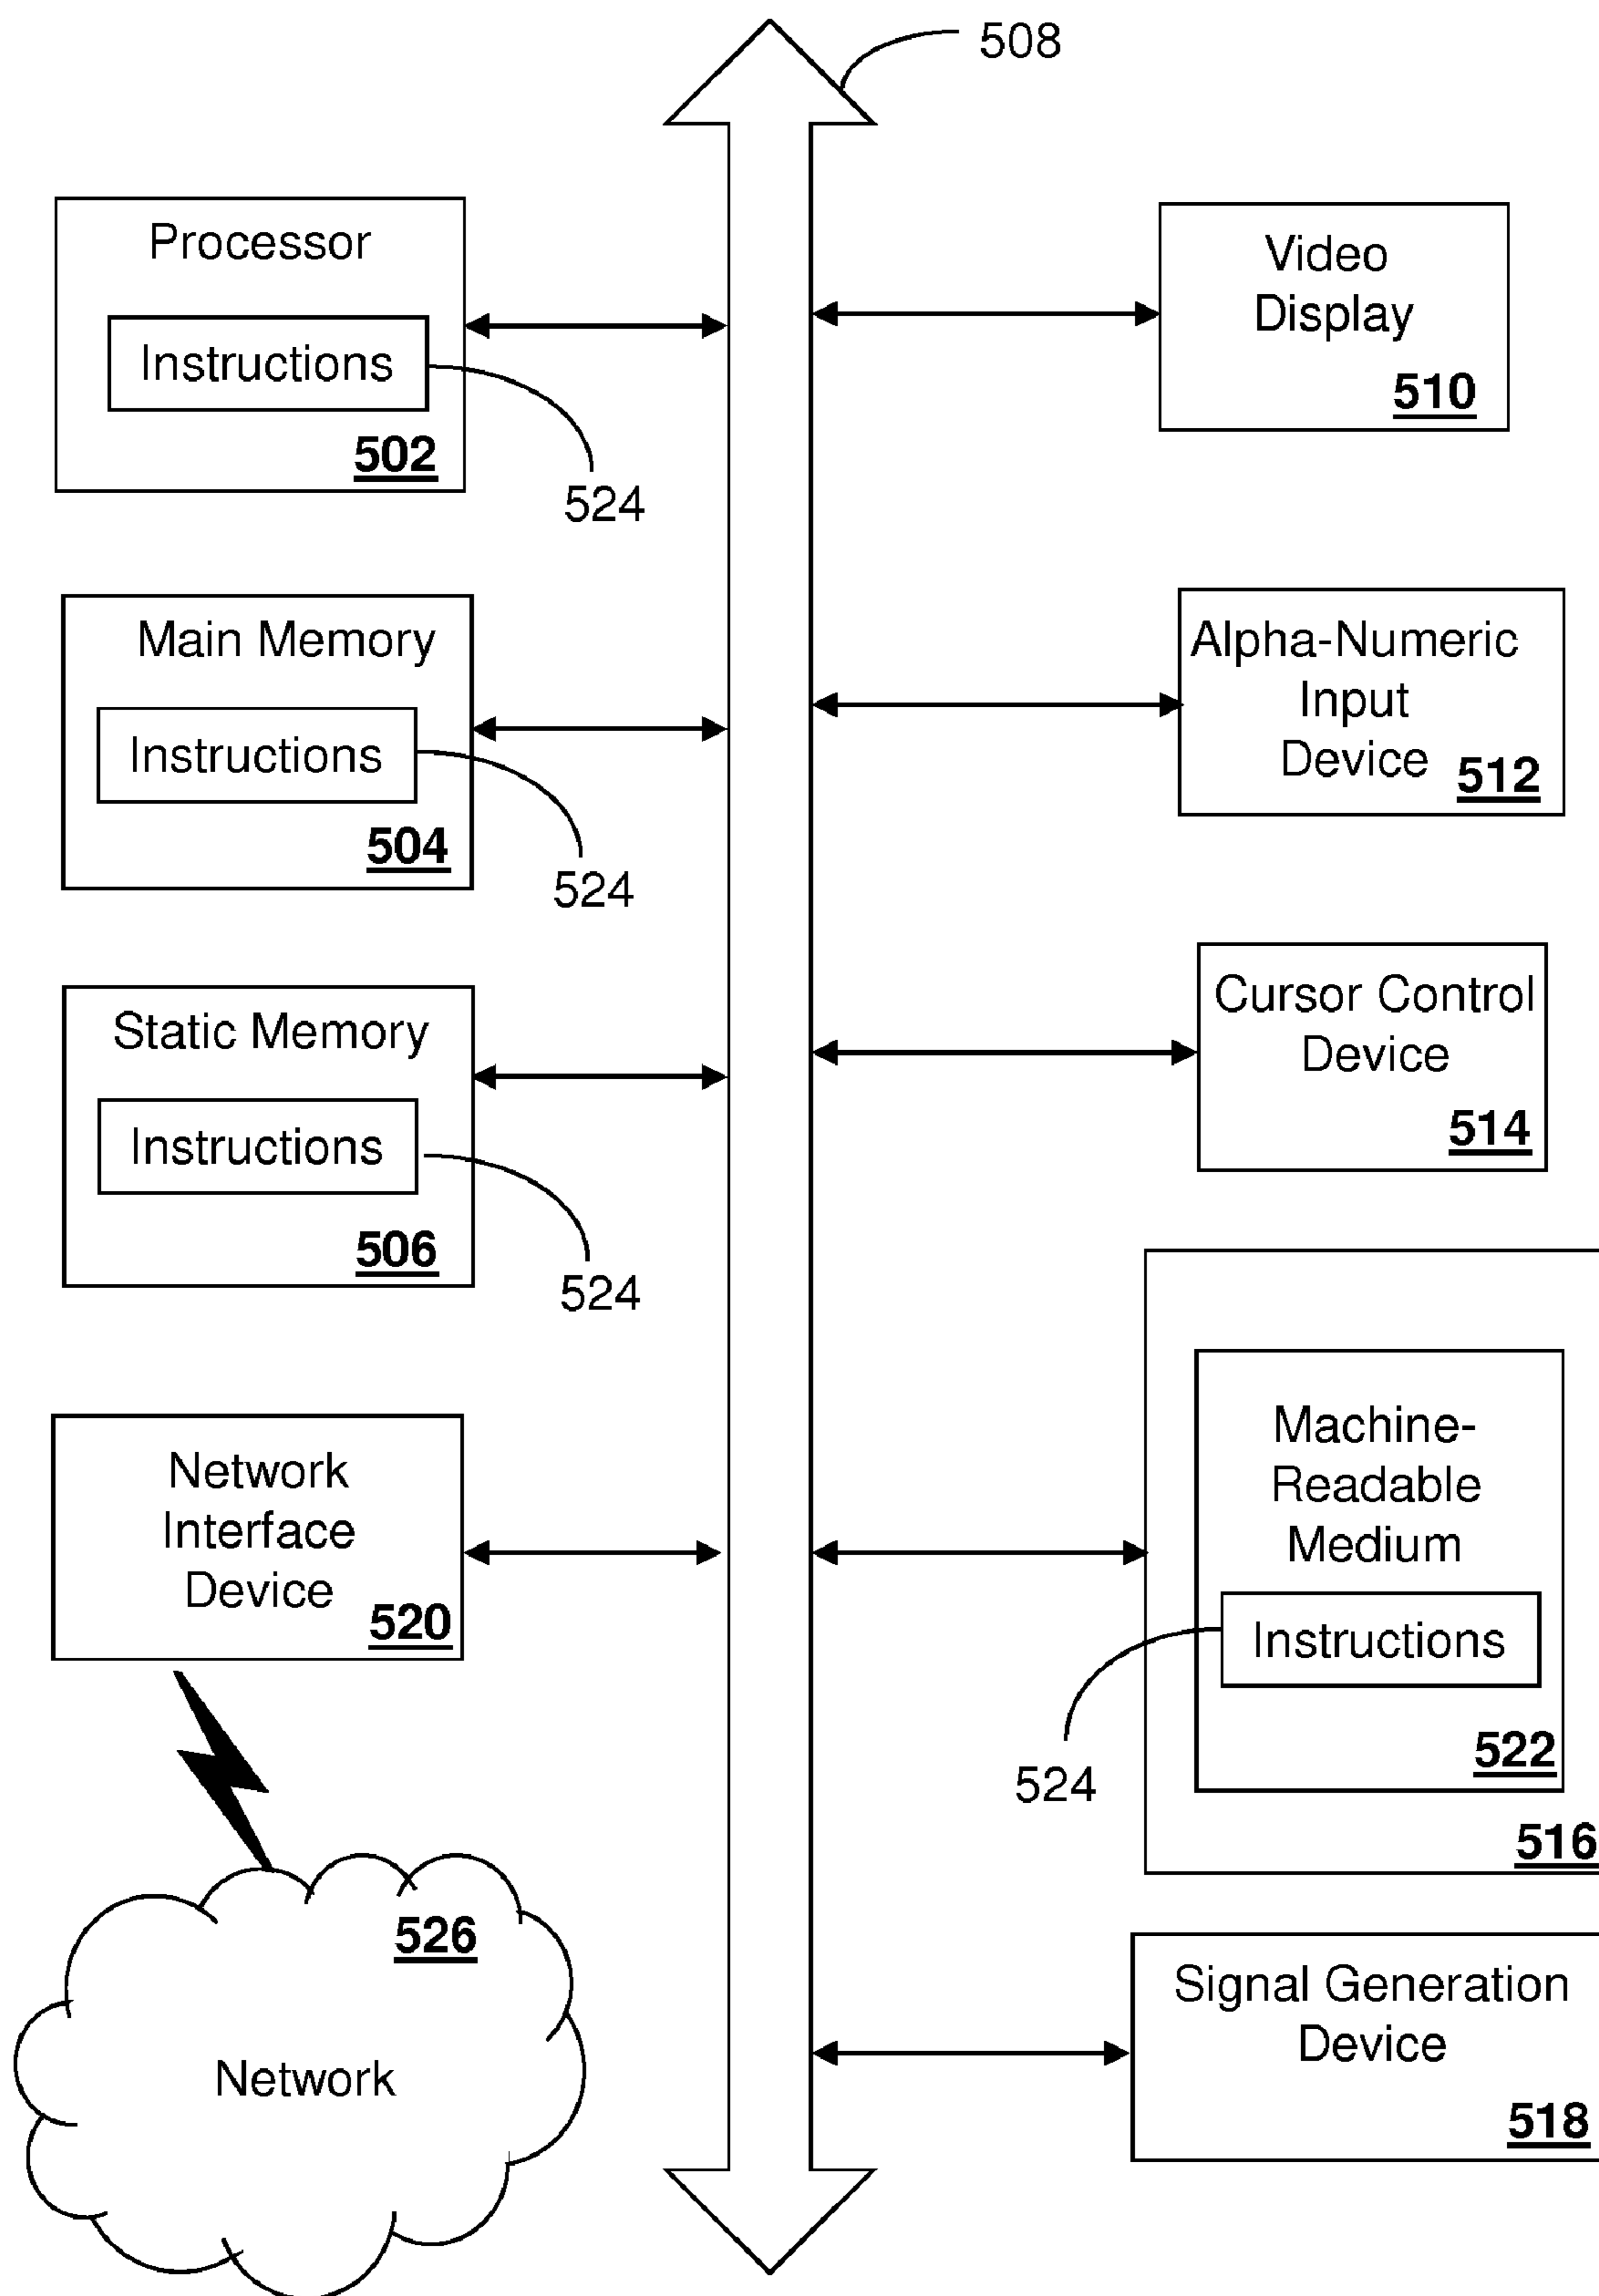 508
Processor
Instructions
502
524
Main Memory
Instructions
504
524
Static Memory
Instructions
506
524
Network
Interface
Device
520
526
Network
Video
Display
510
Alpha-Numeric
Input
Device
512
Cursor Control
Device
514
Machine-
Readable
Medium
Instructions
522
524
516
Signal Generation
Device
518